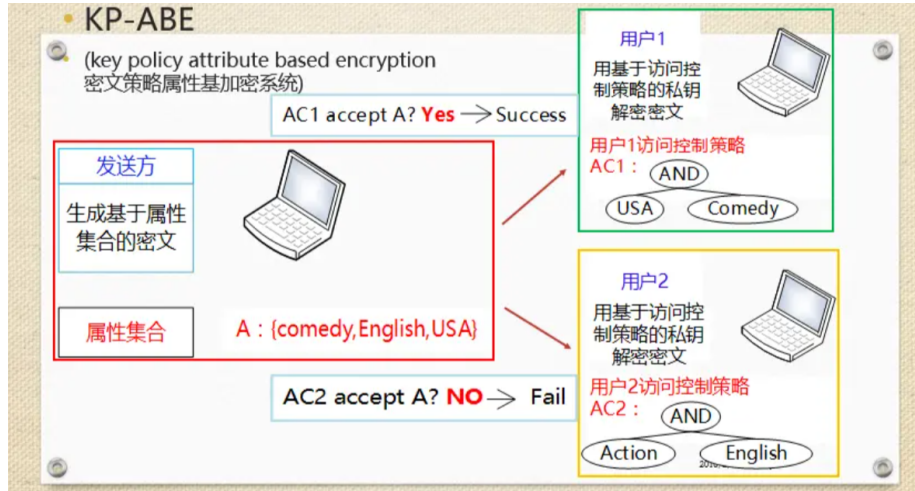 • KP-ABE
(key policy attribute based encryption
密文策略属性基加密系统)
AC1 accept A? Yes → Success
发送方
生成基于属性
集合的密文
属性集合
A：{comedy,English,USA}
AC2 accept A? NO → Fail
用户1
用基于访问控
制策略的私钥
解密密文
用户1访问控制策略
AC1：
AND
USA
Comedy
用户2
用基于访问控
制策略的私钥
解密密文
用户2访问控制策略
AC2：
AND
Action
English